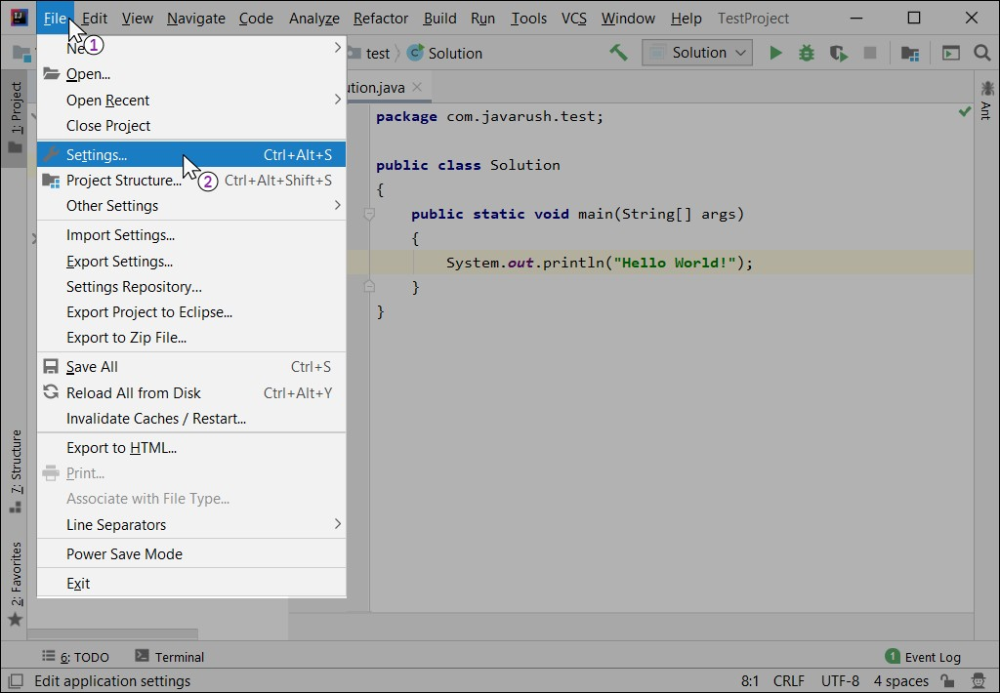 File Edit View Navigate Code Analyze Refactor Build Run Tools VCS Window Help TestProject
1
test Solution Solution
New
Open...
Open Recent
Close Project
Settings... Ctrl+Alt+S
2
Project Structure... Ctrl+Alt+Shift+S
Other Settings
Import Settings...
Export Settings...
Settings Repository...
Export Project to Eclipse...
Export to Zip File...
Save All Ctrl+S
Reload All from Disk Ctrl+Alt+Y
Invalidate Caches / Restart...
Export to HTML...
Print...
Associate with File Type...
Line Separators
Power Save Mode
Exit
1: Project
7: Structure
2: Favorites
ution.java
package com.javarush.test;
public class Solution
{
public static void main(String[] args)
{
System.out.println("Hello World!");
}
}
Ant
6: TODO Terminal 1 Event Log
Edit application settings 8:1 CRLF UTF-8 4 spaces